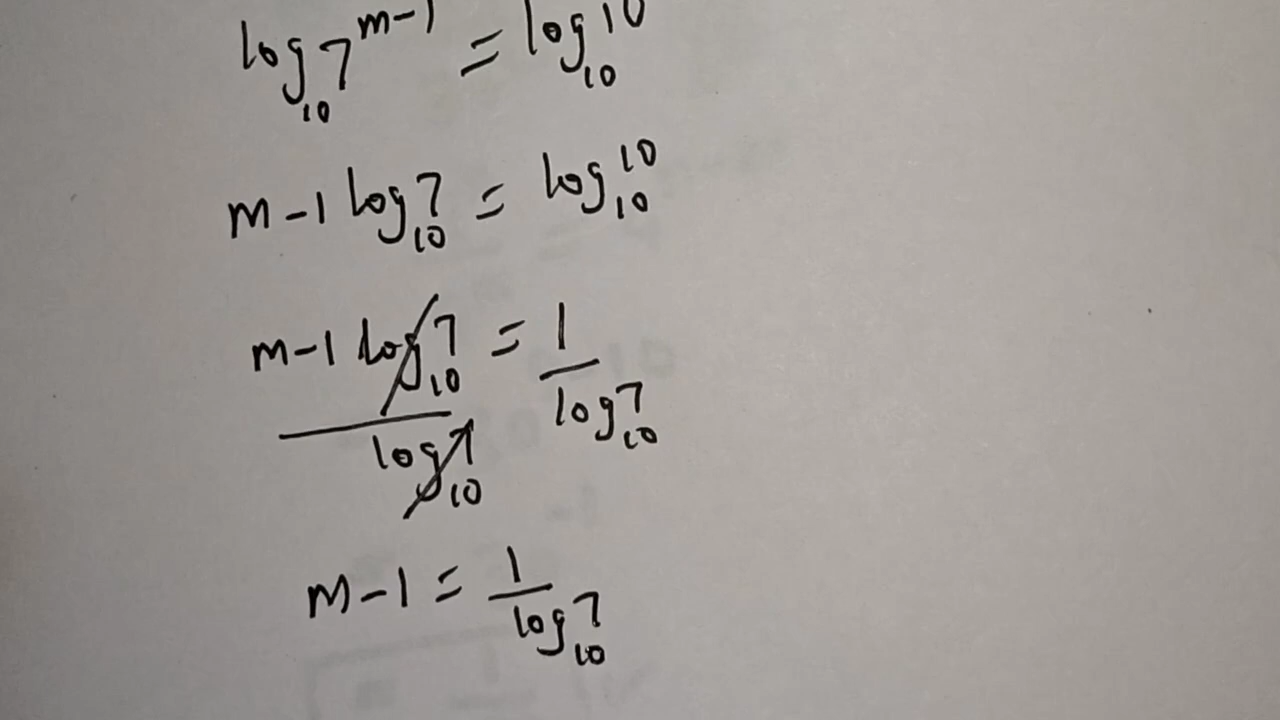 log₁₀ 7^(m-1) = log₁₀ 10
m-1 log₁₀ 7 = log₁₀ 10
m-1 log₁₀ 7 / log₁₀ 7 = 1 / log₁₀ 7
m-1 = 1 / log₁₀ 7